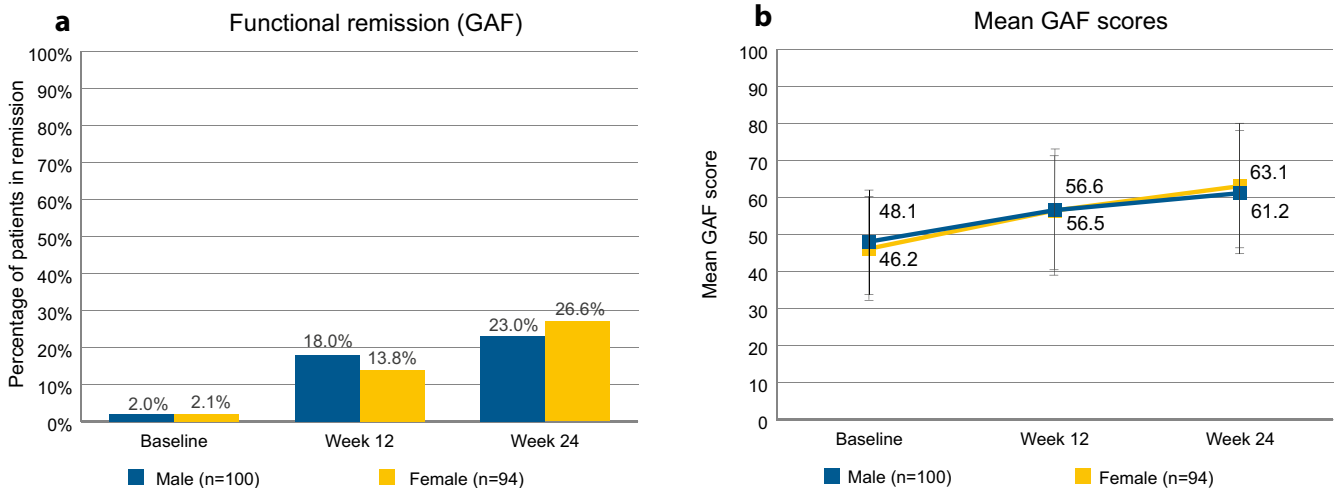 a
Functional remission (GAF)
Percentage of patients in remission
100%
90%
80%
70%
60%
50%
40%
30%
20%
10%
0%
2.0%
2.1%
18.0%
13.8%
23.0%
26.6%
Baseline
Week 12
Week 24
Male (n=100)
Female (n=94)
b
Mean GAF scores
Mean GAF score
100
90
80
70
60
50
40
30
20
10
0
48.1
46.2
56.6
56.5
63.1
61.2
Baseline
Week 12
Week 24
Male (n=100)
Female (n=94)